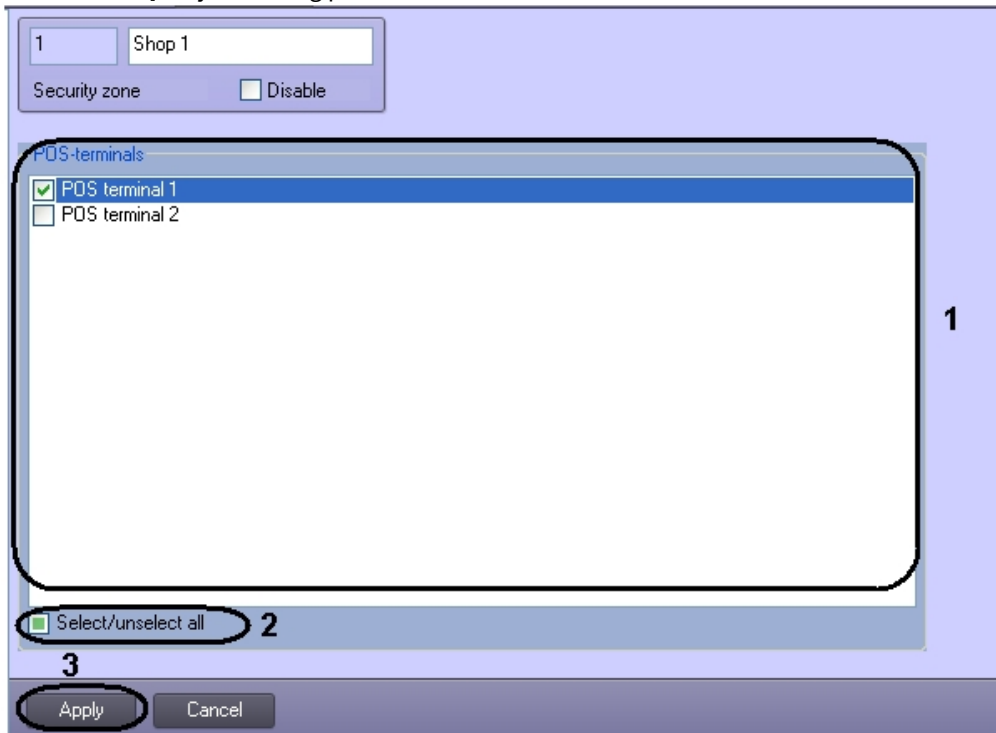 1 Shop 1
Security zone Disable
POS-terminals
POS terminal 1
POS terminal 2
1
Select/unselect all 2
3
Apply Cancel